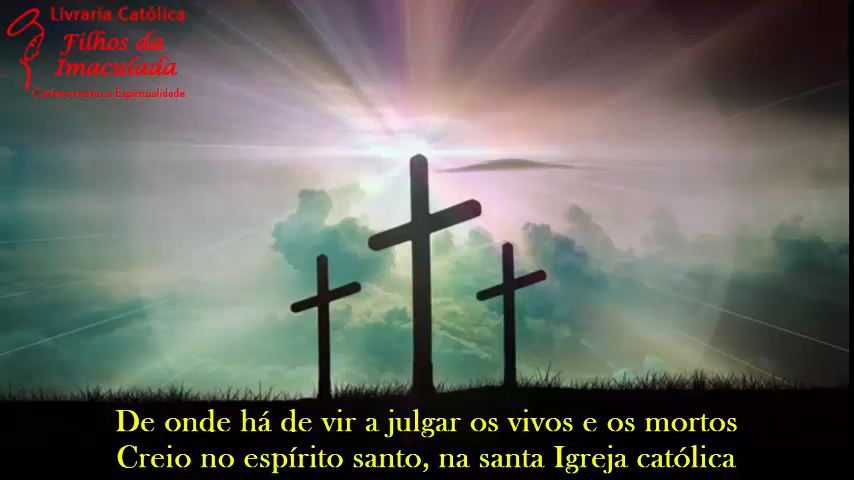 Livraria Católica
Filhos da
Imaculada
De onde há de vir a julgar os vivos e os mortos
Creio no espírito santo, na santa Igreja católica